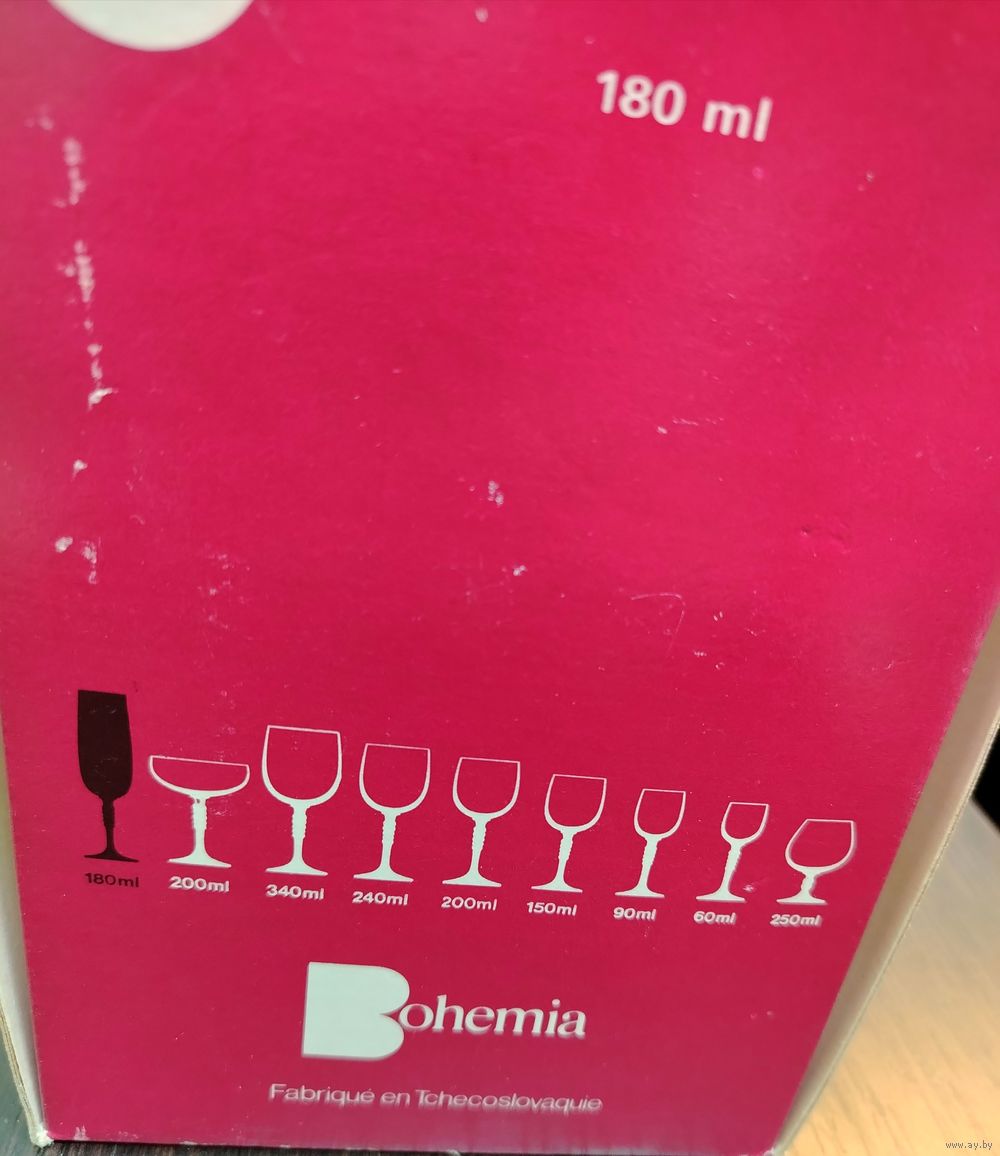 180 ml
180ml 200ml 340ml 240ml 200ml 150ml 90ml 60ml 250ml
Bohemia
Fabriqué en Tchecoslovaquie
www.ay.by